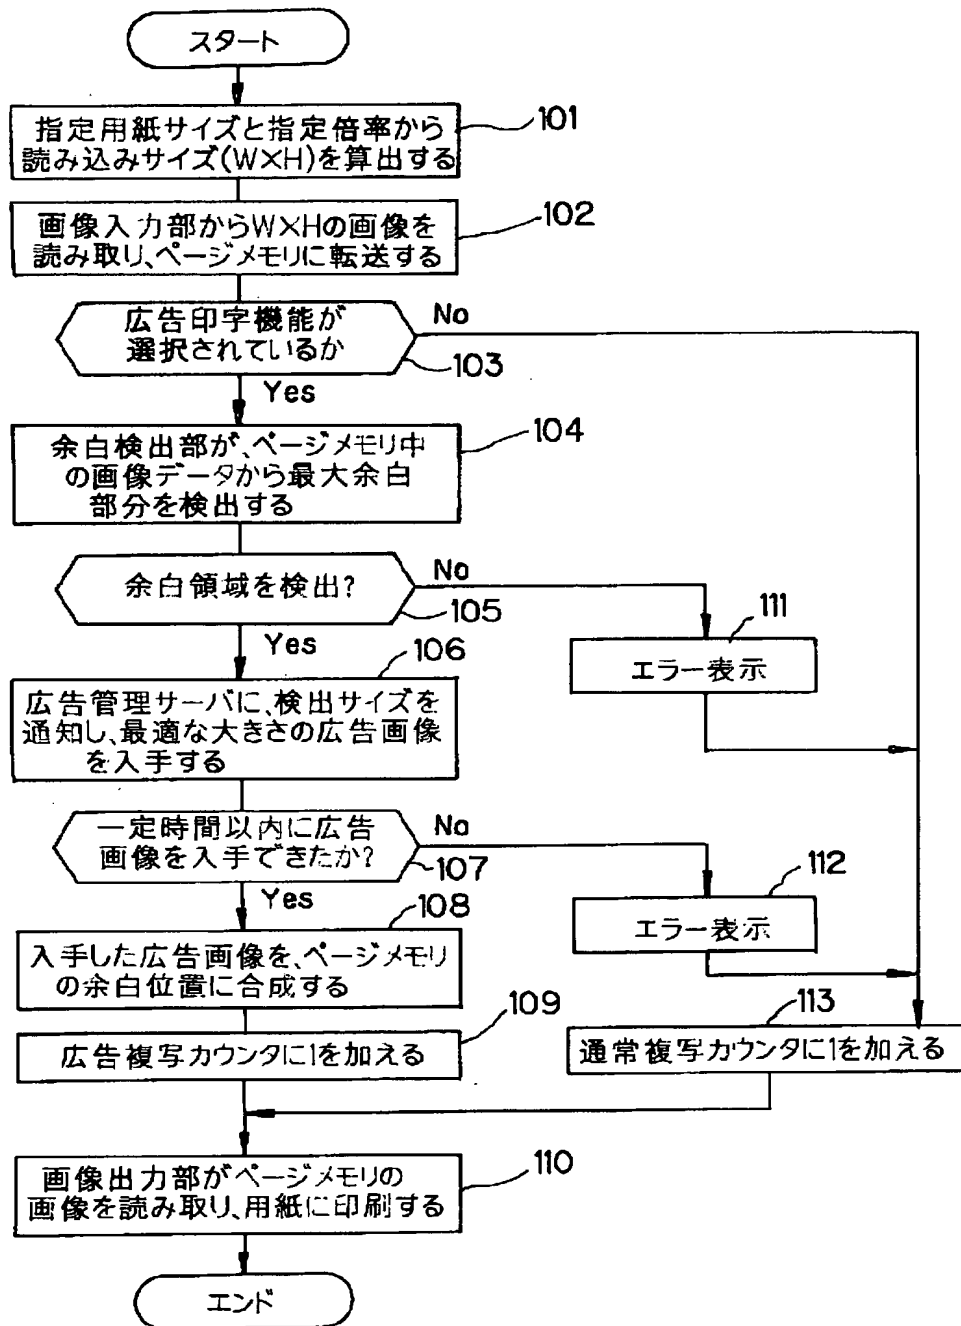 スタート
指定用紙サイズと指定倍率から
読み込みサイズ(W×H)を算出する
101
画像入力部からW×Hの画像を
読み取り、ページメモリに転送する
102
広告印字機能が
選択されているか
103
No
Yes
余白検出部が、ページメモリ中
の画像データから最大余白
部分を検出する
104
余白領域を検出?
105
No
Yes
111
エラー表示
106
広告管理サーバに、検出サイズを
通知し、最適な大きさの広告画像
を入手する
一定時間以内に広告
画像を入手できたか?
107
No
Yes
112
エラー表示
108
入手した広告画像を、ページメモリ
の余白位置に合成する
109
広告複写カウンタに1を加える
113
通常複写カウンタに1を加える
画像出力部がページメモリの
画像を読み取り、用紙に印刷する
110
エンド